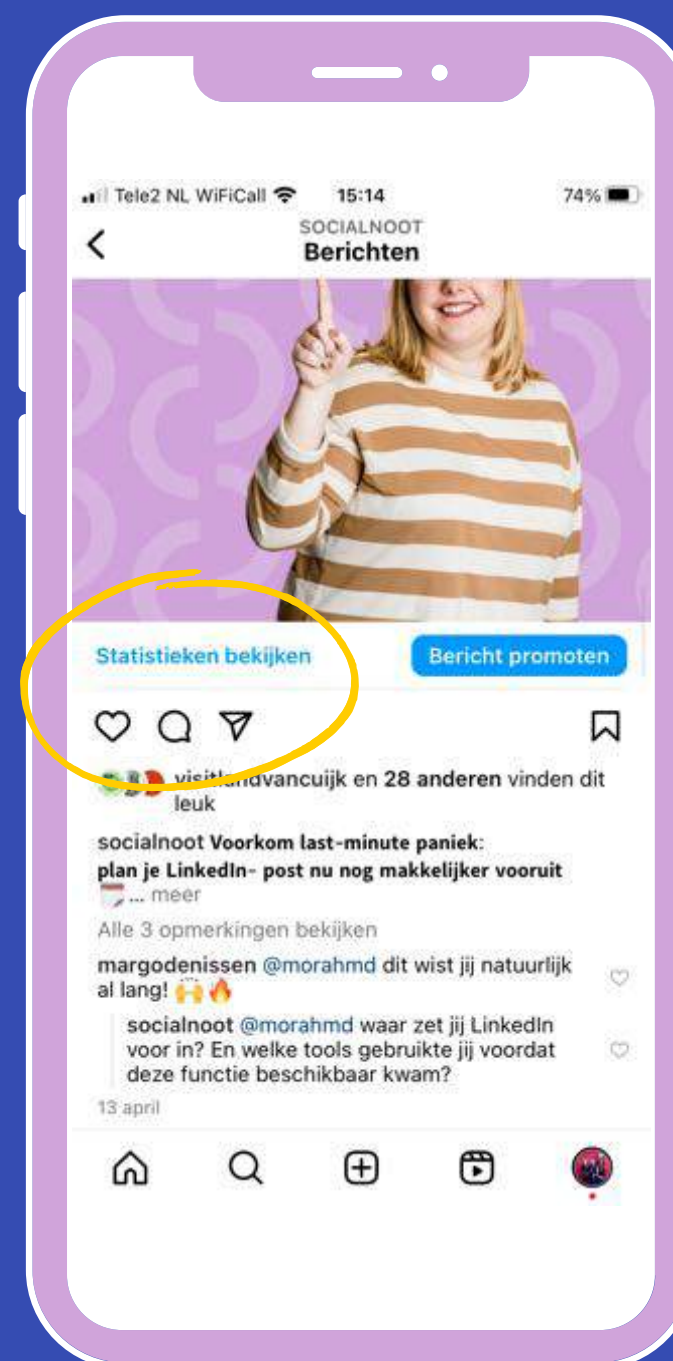 Tele2 NL WiFiCall 15:14 74%
SOCIALNOOT
Berichten
Statistieken bekijken Bericht promoten
visitlandvancuijk en 28 anderen vinden dit
leuk
socialnoot Voorkom last-minute paniek:
plan je LinkedIn- post nu nog makkelijker vooruit
🗓️ ... meer
Alle 3 opmerkingen bekijken
margodenissen @morahmd dit wist jij natuurlijk
al lang! 🙌🔥
socialnoot @morahmd waar zet jij LinkedIn
voor in? En welke tools gebruikte jij voordat
deze functie beschikbaar kwam?
13 april